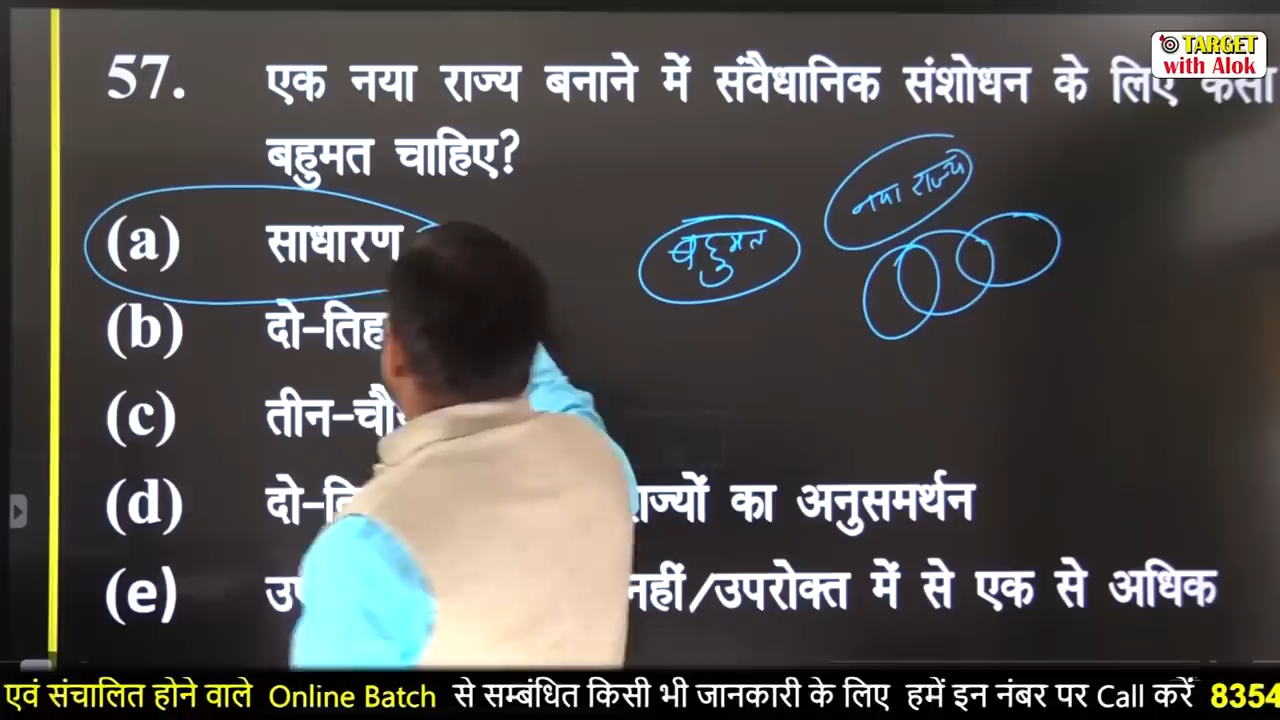 TARGET
with Alok
57. एक नया राज्य बनाने में संवैधानिक संशोधन के लिए
बहुमत चाहिए?
नया राज्य
(a) साधारण
बहुमत
(b)
(c)
(d) का अनुसमर्थन
(e) नहीं/उपरोक्त में से एक से अधिक
एवं संचालित होने वाले Online Batch से सम्बंधित किसी भी जानकारी के लिए हमें इन नंबर पर Call करें 8354